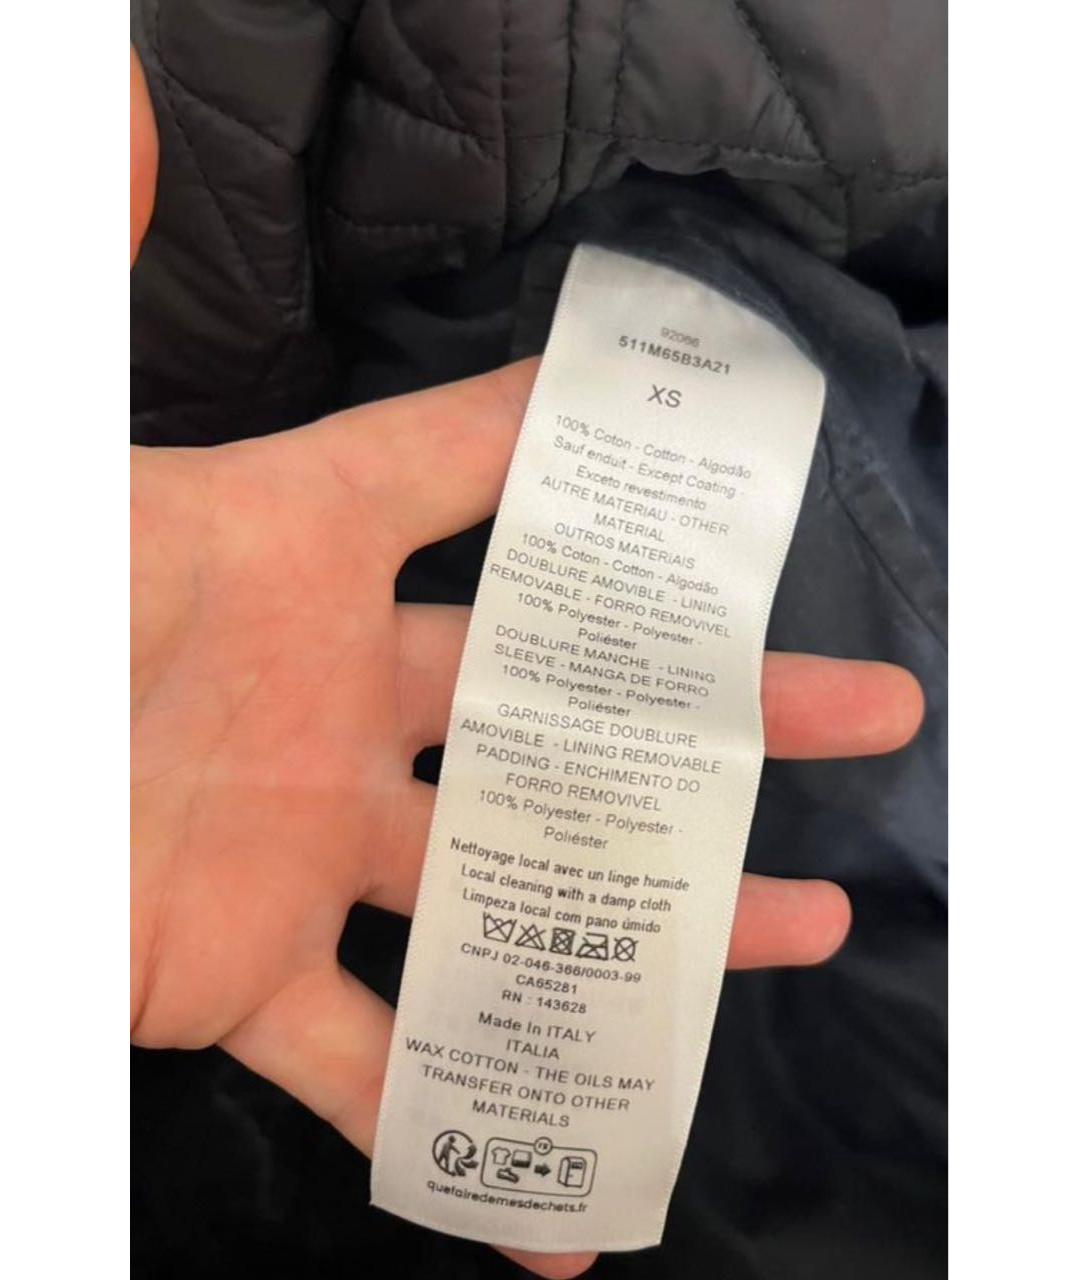 92066
511M65B3A21
XS
100% Coton - Cotton - Algodão
Sauf enduit - Except Coating -
Exceto revestimento
AUTRE MATERIAU - OTHER
MATERIAL
OUTROS MATERIAIS
100% Coton - Cotton - Algodão
DOUBLURE AMOVIBLE - LINING
REMOVABLE - FORRO REMOVIVEL
100% Polyester - Polyester -
Poliéster
DOUBLURE MANCHE - LINING
SLEEVE - MANGA DE FORRO
100% Polyester - Polyester -
Poliéster
GARNISSAGE DOUBLURE
AMOVIBLE - LINING REMOVABLE
PADDING - ENCHIMENTO DO
FORRO REMOVIVEL
100% Polyester - Polyester -
Poliéster
Nettoyage local avec un linge humide
Local cleaning with a damp cloth
Limpeza local com pano úmido
CNPJ 02-046-366/0003-99
CA65281
RN : 143628
Made In ITALY
ITALIA
WAX COTTON - THE OILS MAY
TRANSFER ONTO OTHER
MATERIALS
FR
quefairedemesdechets.fr